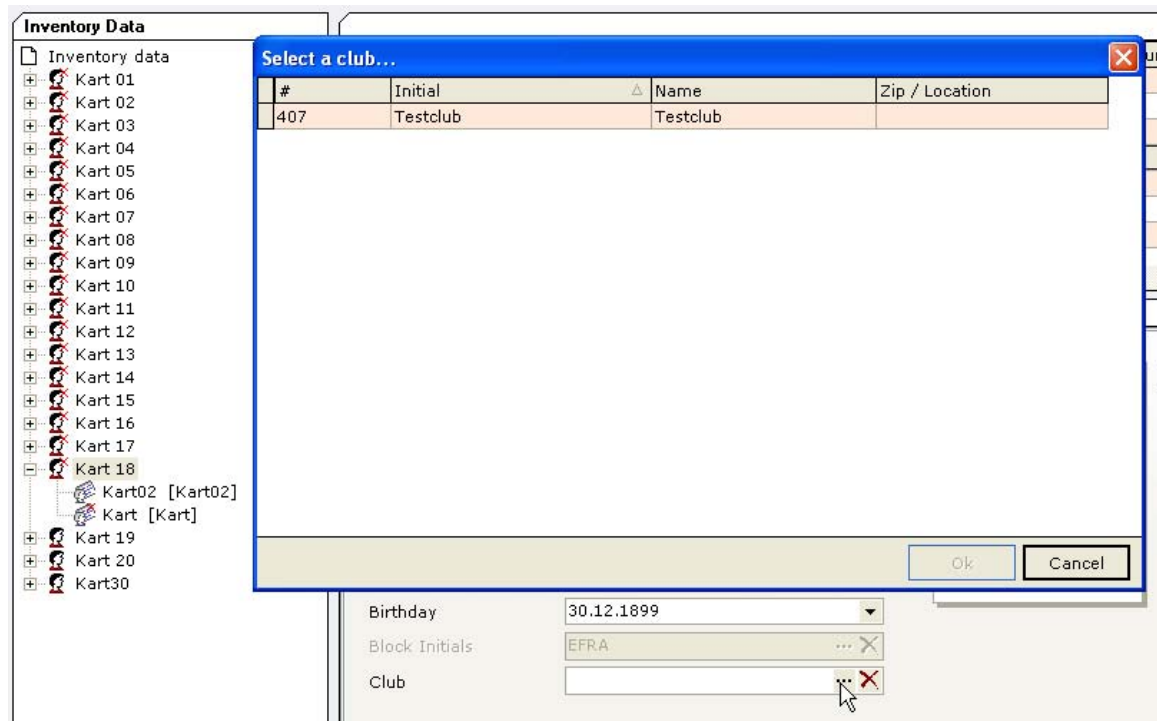 Inventory Data
Inventory data
Kart 01
Kart 02
Kart 03
Kart 04
Kart 05
Kart 06
Kart 07
Kart 08
Kart 09
Kart 10
Kart 11
Kart 12
Kart 13
Kart 14
Kart 15
Kart 16
Kart 17
Kart 18
Kart02 [Kart02]
Kart [Kart]
Kart 19
Kart 20
Kart30
Select a club...
# Initial Name Zip / Location
407 Testclub Testclub
Ok Cancel
Birthday 30.12.1899
Block Initials EFRA ...
Club ...